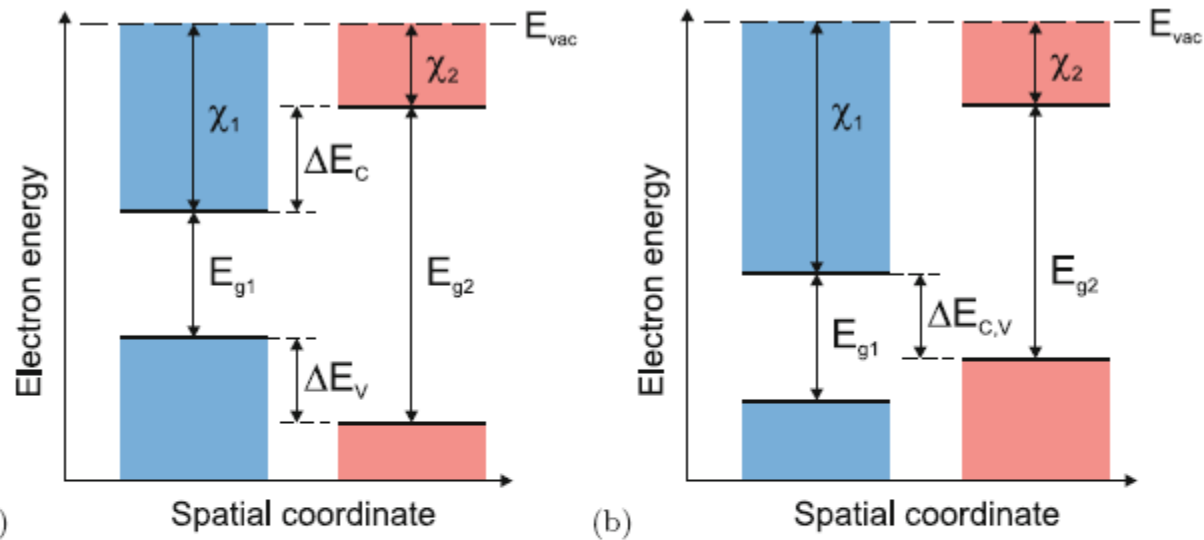 E_vac
χ₁
χ₂
ΔE_C
E_g1
E_g2
ΔE_V
Electron energy
Spatial coordinate
)
E_vac
χ₁
χ₂
E_g1
ΔE_C,V
E_g2
Electron energy
Spatial coordinate
(b)